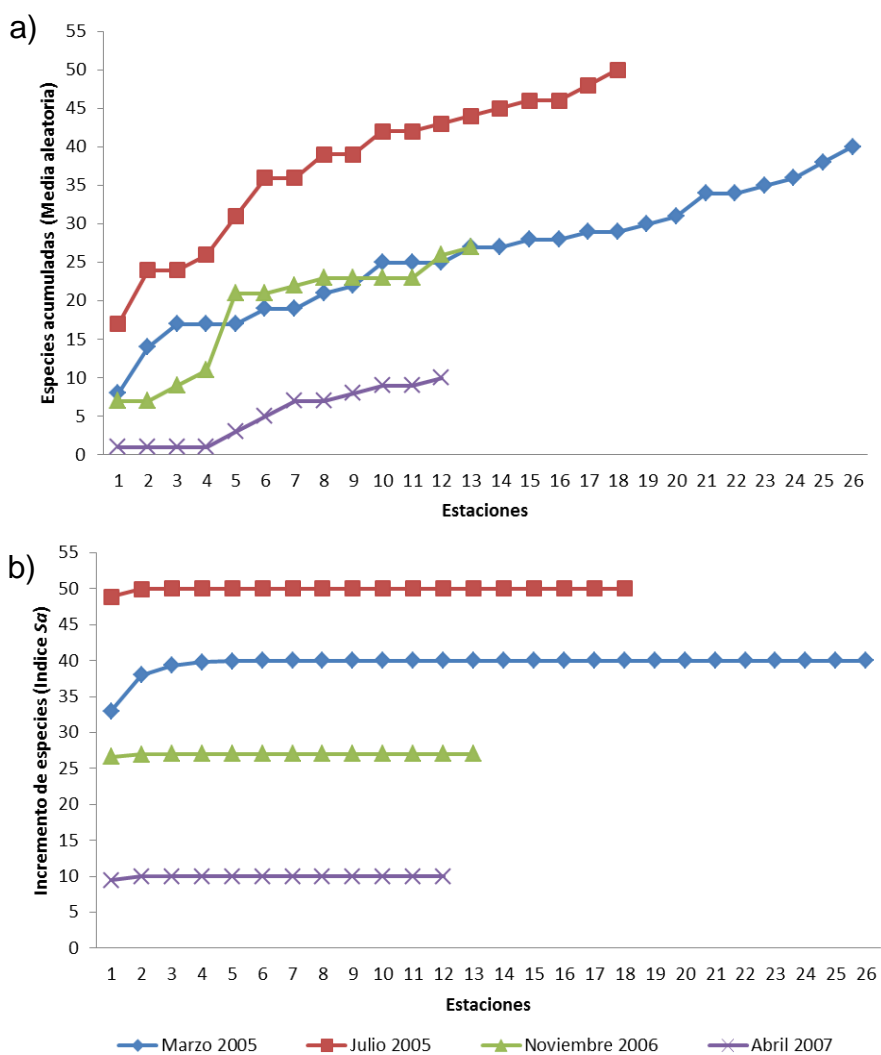 a)
Especies acumuladas (Media aleatoria)
55
50
45
40
35
30
25
20
15
10
5
0
1 2 3 4 5 6 7 8 9 10 11 12 13 14 15 16 17 18 19 20 21 22 23 24 25 26
Estaciones
b)
Incremento de especies (Indice Sa)
55
50
45
40
35
30
25
20
15
10
5
0
1 2 3 4 5 6 7 8 9 10 11 12 13 14 15 16 17 18 19 20 21 22 23 24 25 26
Estaciones
Marzo 2005 Julio 2005 Noviembre 2006 Abril 2007